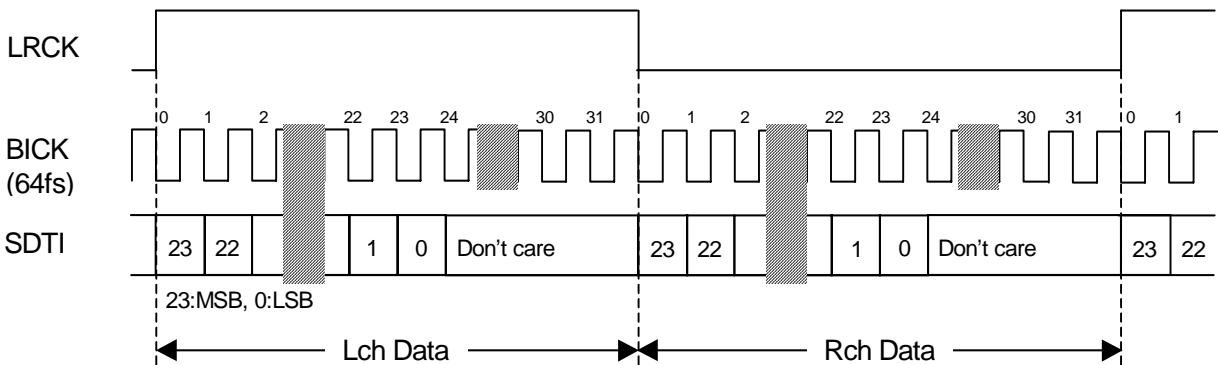 LRCK
0 1 2 22 23 24 30 31 0 1 2 22 23 24 30 31 0 1
BICK
(64fs)
SDTI 23 22 1 0 Don't care 23 22 1 0 Don't care 23 22
23:MSB, 0:LSB
Lch Data Rch Data